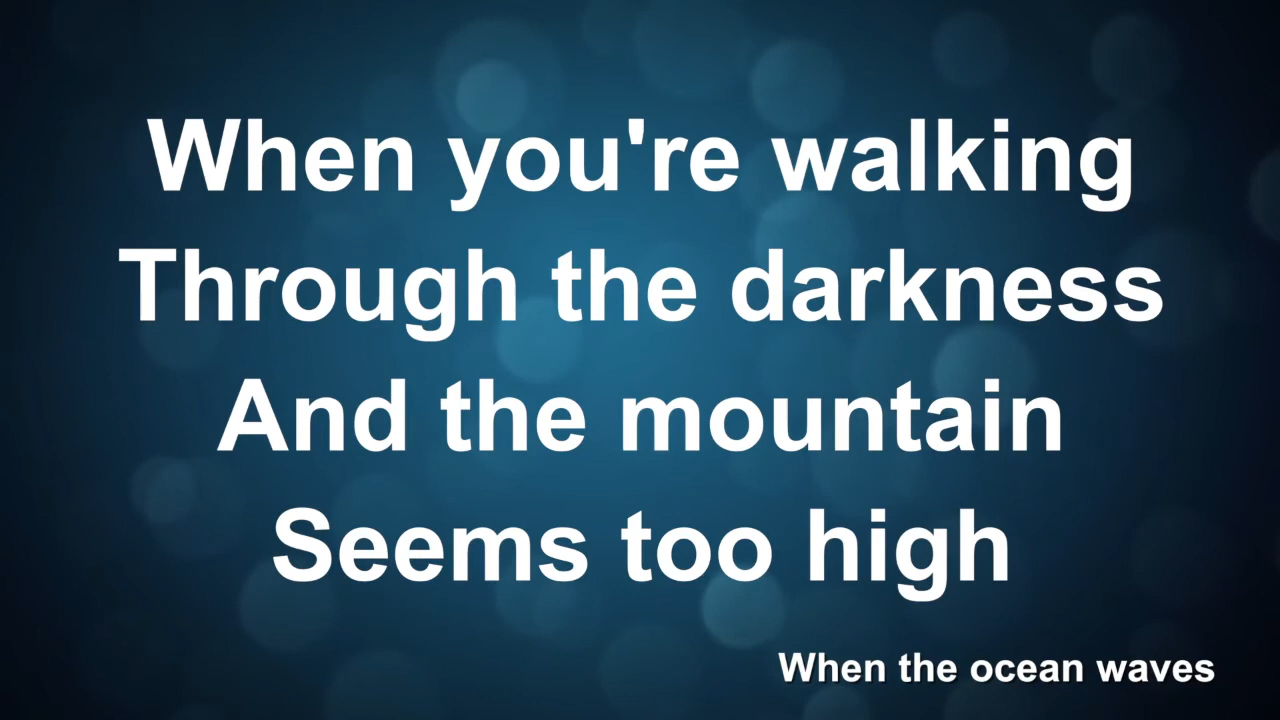 When you're walking
Through the darkness
And the mountain
Seems too high
When the ocean waves